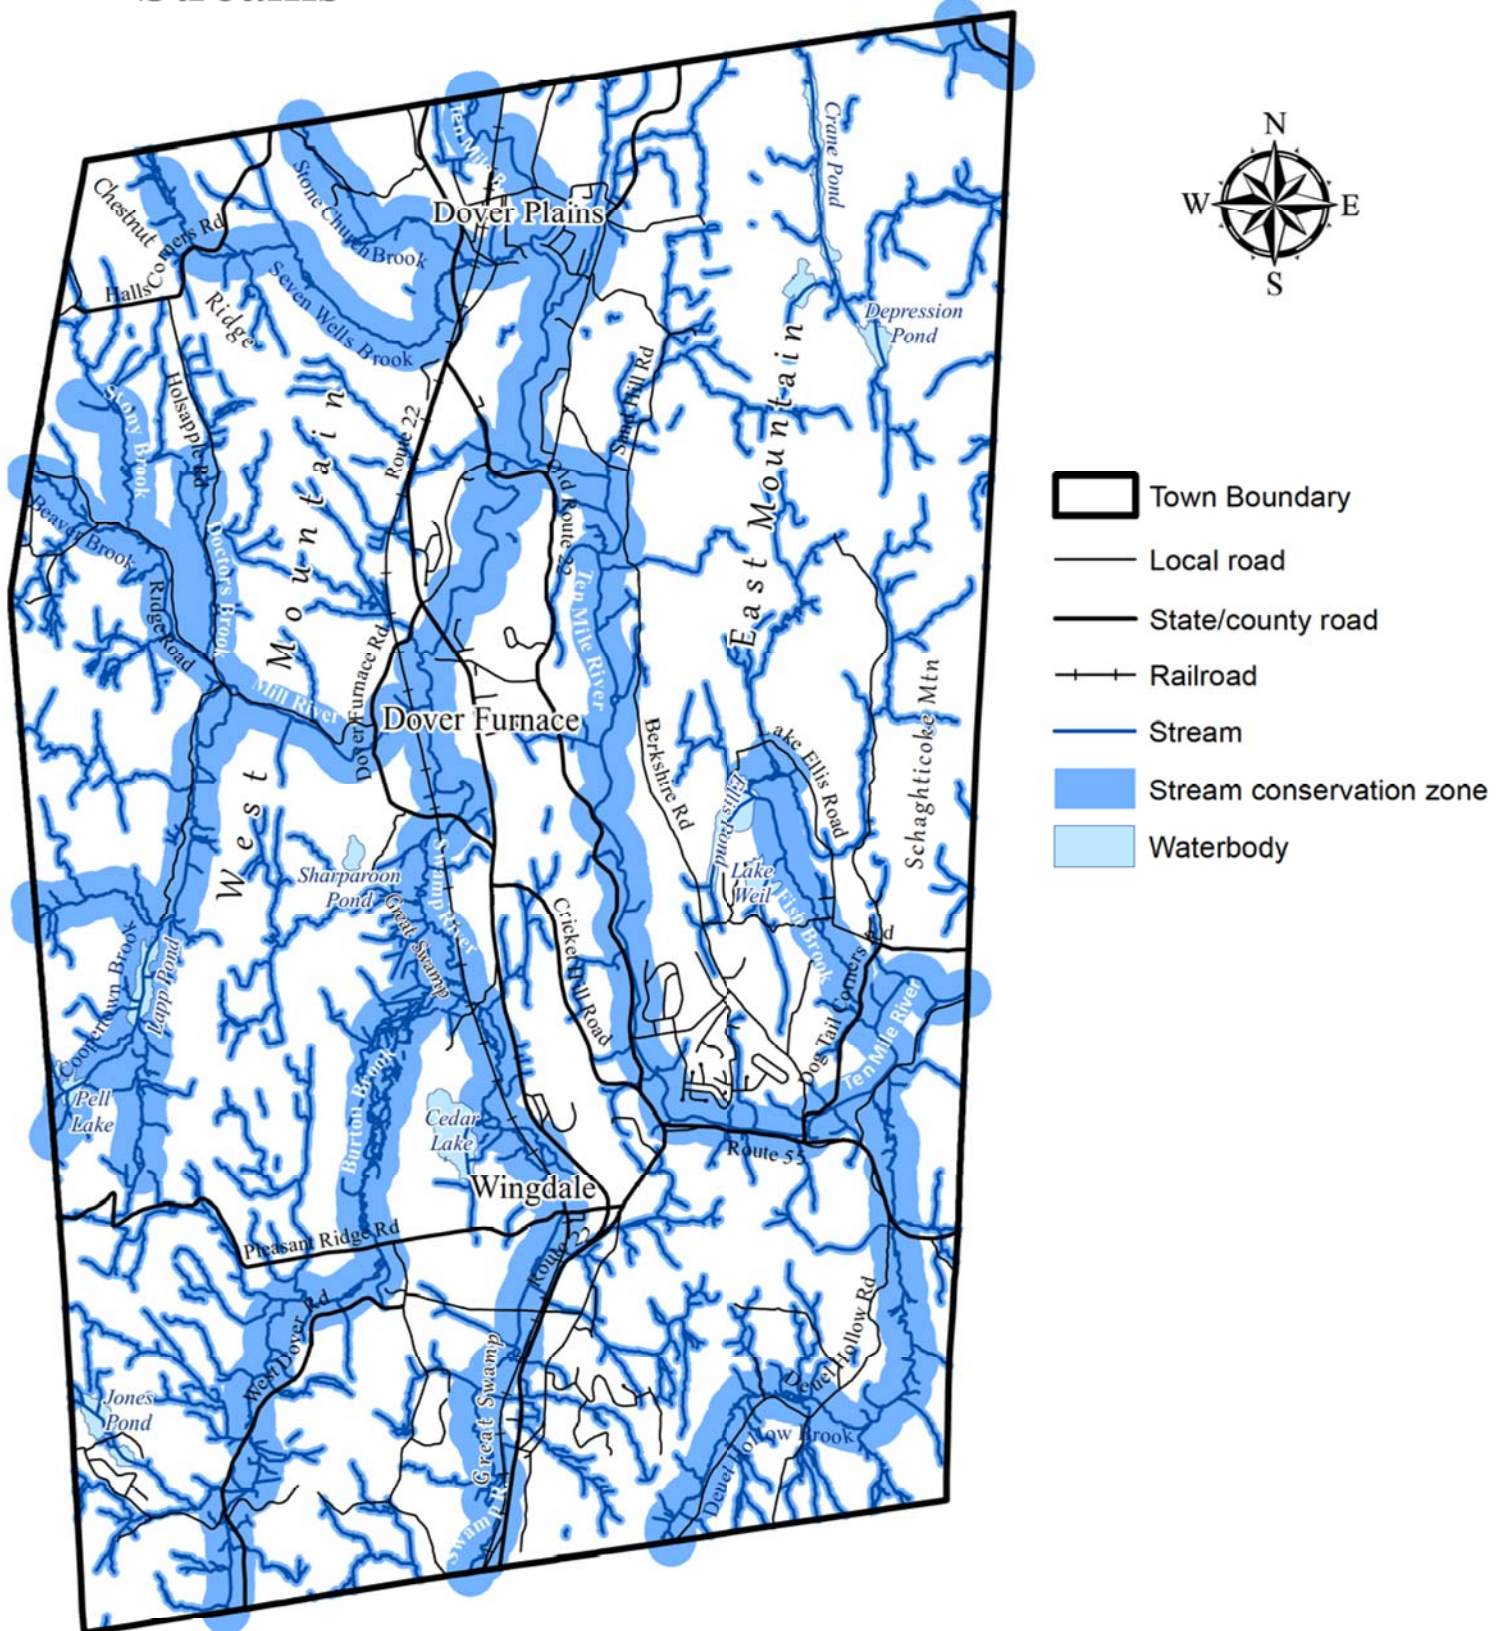 Streams
N
W
E
S
Ten Mile R.
Crane Pond
Chestnut
Ridge
Stone Church Brook
Dover Plains
Halls Corners Rd
Seven Wells Brook
Depression
Pond
Stony Brook
Holsapple Rd
Route 22
Sand Hill Rd
East Mountain
West Mountain
Old Route 22
Beaver Brook
Doctors Brook
Ridge Road
Ten Mile River
Mill River
Dover Furnace Rd
Dover Furnace
Berkshire Rd
Lake Ellis Road
Schaghticoke Mtn
Ellis Pond
Lake
Weil
Fish Brook
Sharparoon
Pond
Swamp River
Great Swamp
Cricket Hill Road
Coopertown Brook
Lapp Pond
Dog Tail Corners Rd
Ten Mile River
Pell
Lake
Burton Brook
Cedar
Lake
Route 55
Wingdale
Pleasant Ridge Rd
Route 22
West Dover Rd
Deuel Hollow Rd
Great Swamp
Jones
Pond
Deuel Hollow Brook
Swamp R.
Town Boundary
Local road
State/county road
Railroad
Stream
Stream conservation zone
Waterbody